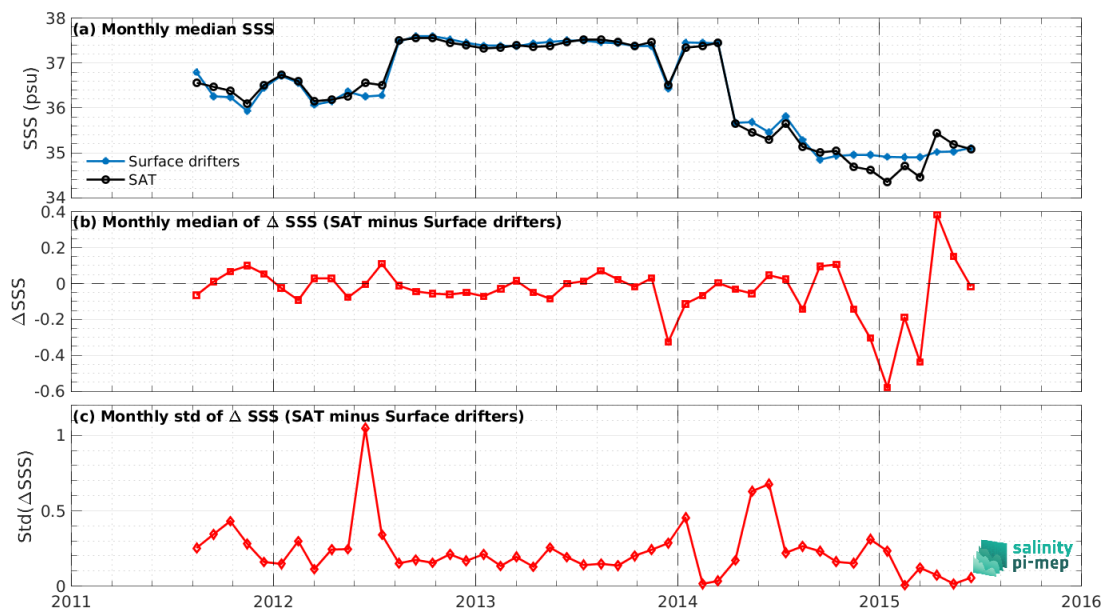 (a) Monthly median SSS
38
37
36
35
34
SSS (psu)
Surface drifters
SAT
(b) Monthly median of Δ SSS (SAT minus Surface drifters)
0.4
0.2
0
-0.2
-0.4
-0.6
ΔSSS
(c) Monthly std of Δ SSS (SAT minus Surface drifters)
1
0.5
0
Std(ΔSSS)
2011 2012 2013 2014 2015 2016
salinity
pi-mep